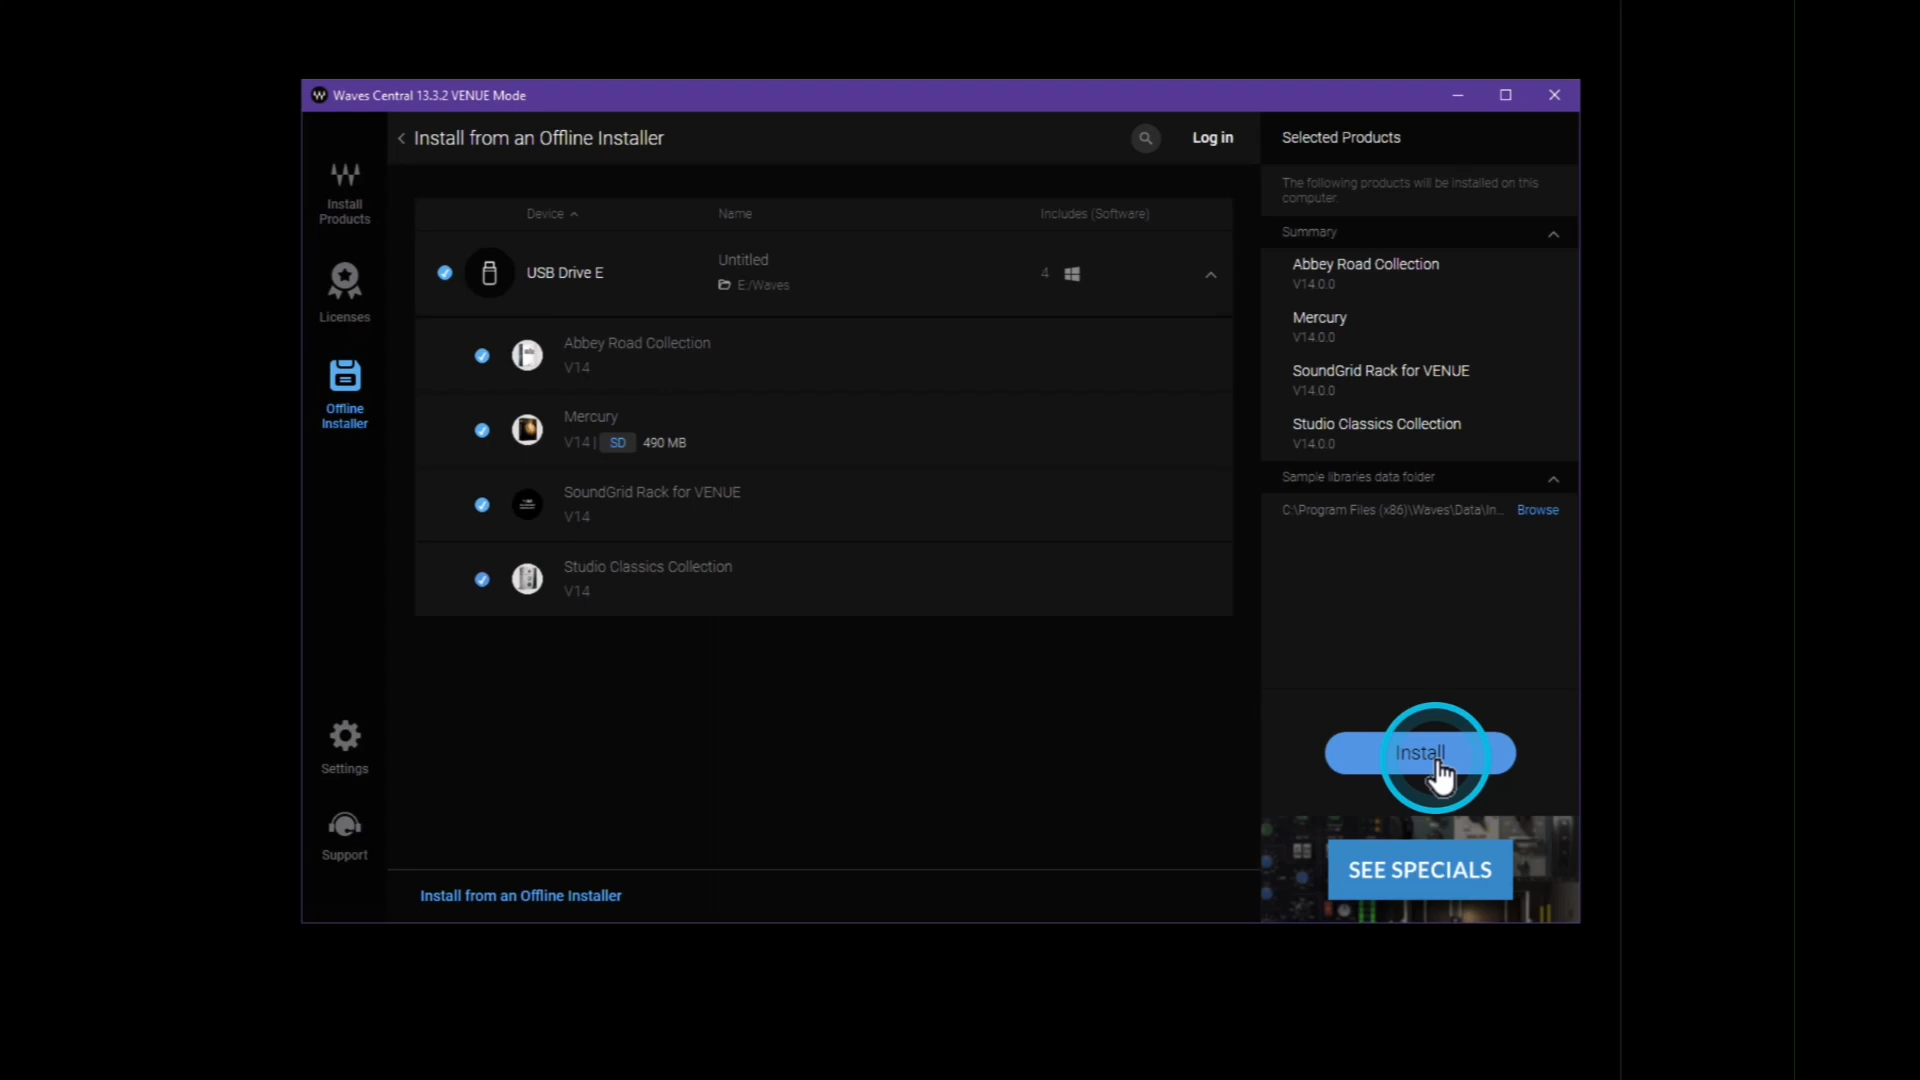 Waves Central 13.3.2 VENUE Mode
Install from an Offline Installer
Log in
Selected Products
Install
Products
Licenses
Offline
Installer
Settings
Support
Device
Name
Includes (Software)
USB Drive E
Untitled
E:/Waves
4
Abbey Road Collection
V14
Mercury
V14 | SD 490 MB
SoundGrid Rack for VENUE
V14
Studio Classics Collection
V14
Install from an Offline Installer
The following products will be installed on this
computer.
Summary
Abbey Road Collection
V14.0.0
Mercury
V14.0.0
SoundGrid Rack for VENUE
V14.0.0
Studio Classics Collection
V14.0.0
Sample libraries data folder
C:\Program Files (x86)\Waves\Data\In... Browse
Install
SEE SPECIALS